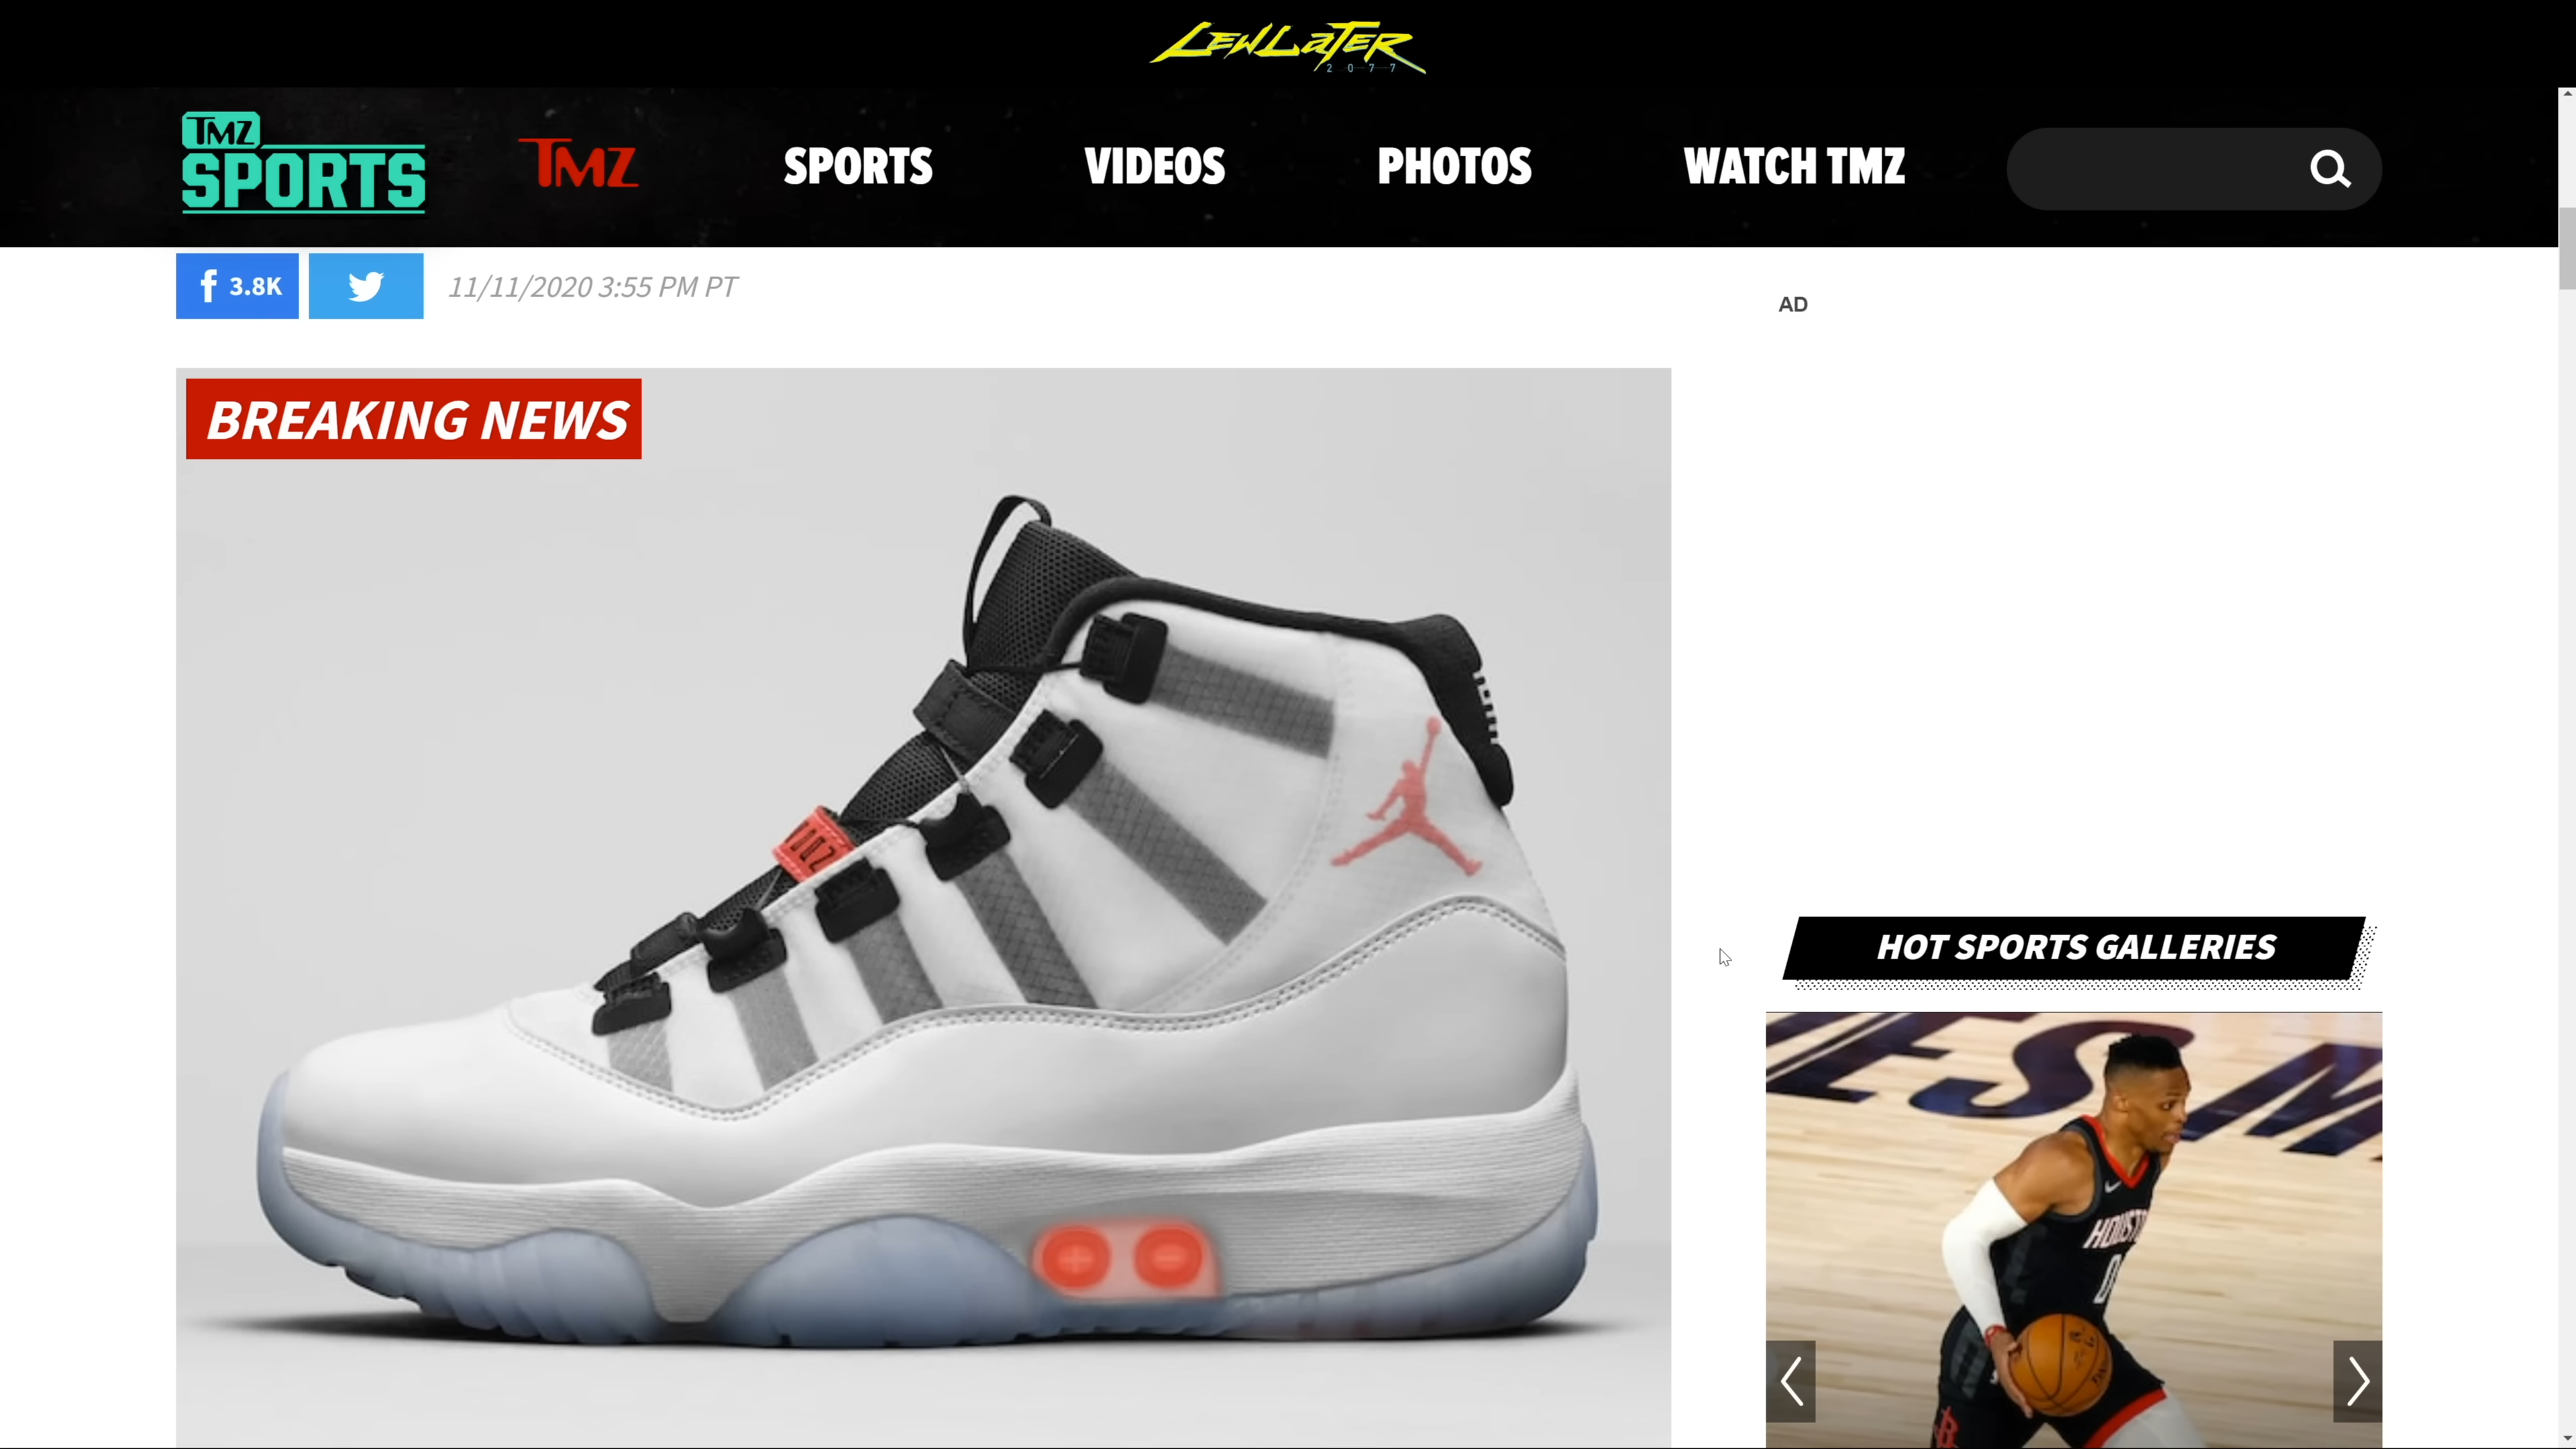 LEWLATER
2077
TMZ
SPORTS
TMZ
SPORTS
VIDEOS
PHOTOS
WATCH TMZ
3.8K
11/11/2020 3:55 PM PT
AD
BREAKING NEWS
HOT SPORTS GALLERIES